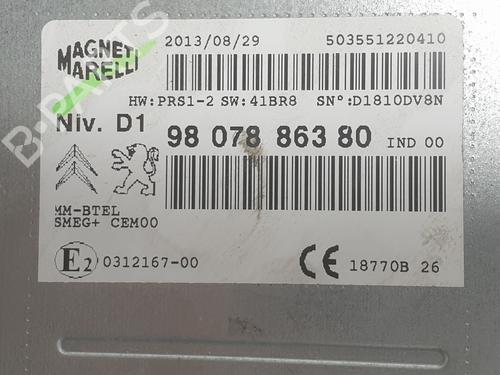 MAGNETI MARELLI
2013/08/29 503551220410
HW:PRS1-2 SW:41BR8 SN°:D1810DV8N
Niv. D1 98 078 863 80 IND 00
MM-BTEL
SMEG+ CEM00
E2 0312167-00 CE 18770B 26
B-PARTS